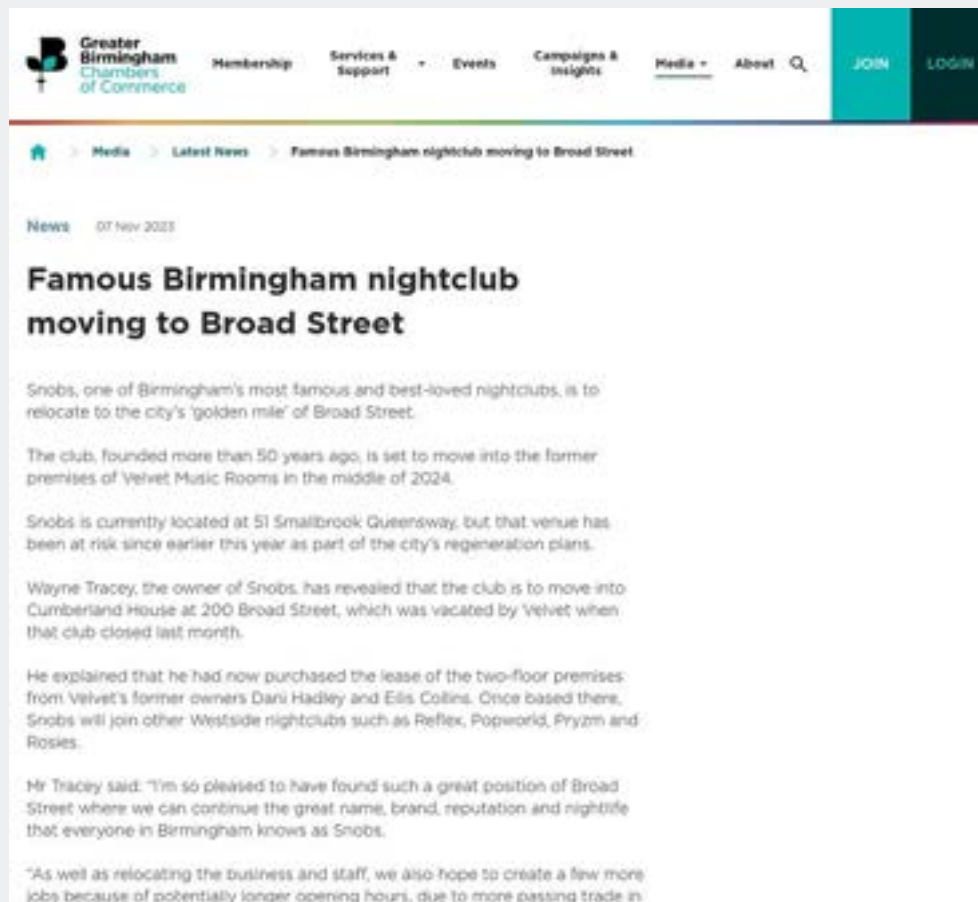 Greater
Birmingham
Chambers
of Commerce
Membership
Services &
Support
Events
Campaigns &
Insights
Media
About
JOIN
LOGIN
Media
Latest News
Famous Birmingham nightclub moving to Broad Street
News 07 Nov 2023
Famous Birmingham nightclub
moving to Broad Street
Snobs, one of Birmingham's most famous and best-loved nightclubs, is to
relocate to the city's 'golden mile' of Broad Street.
The club, founded more than 50 years ago, is set to move into the former
premises of Velvet Music Rooms in the middle of 2024.
Snobs is currently located at 51 Smallbrook Queensway, but that venue has
been at risk since earlier this year as part of the city's regeneration plans.
Wayne Tracey, the owner of Snobs, has revealed that the club is to move into
Cumberland House at 200 Broad Street, which was vacated by Velvet when
that club closed last month.
He explained that he had now purchased the lease of the two-floor premises
from Velvet's former owners Dani Hadley and Eilis Collins. Once based there,
Snobs will join other Westside nightclubs such as Reflex, Popworld, Pryzm and
Rosies.
Mr Tracey said: "I'm so pleased to have found such a great position of Broad
Street where we can continue the great name, brand, reputation and nightlife
that everyone in Birmingham knows as Snobs.
"As well as relocating the business and staff, we also hope to create a few more
jobs because of potentially longer opening hours, due to more passing trade in